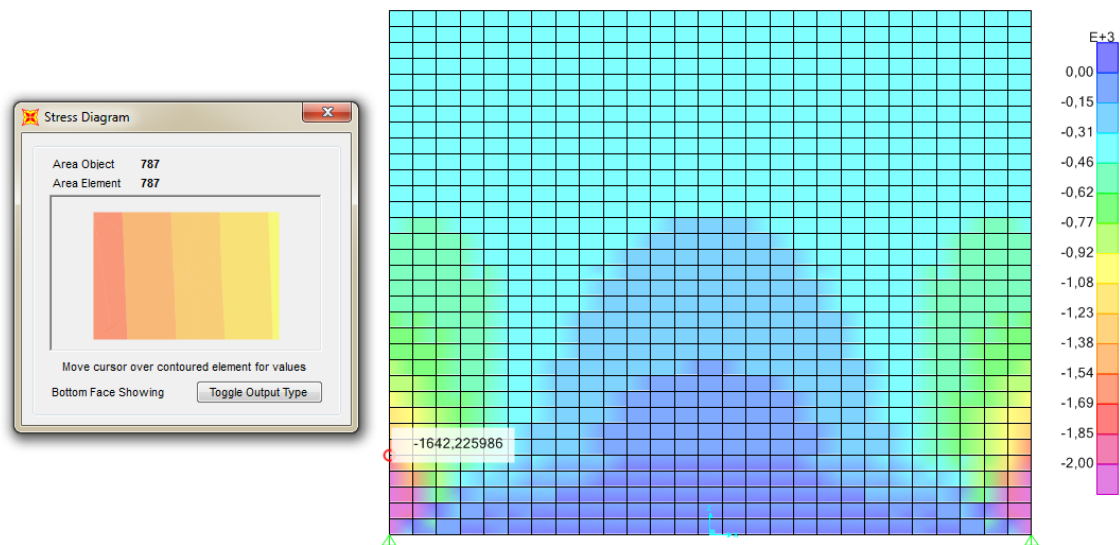 Stress Diagram
Area Object 787
Area Element 787
Move cursor over contoured element for values
Bottom Face Showing Toggle Output Type
-1642,225986
E+3
0,00
-0,15
-0,31
-0,46
-0,62
-0,77
-0,92
-1,08
-1,23
-1,38
-1,54
-1,69
-1,85
-2,00